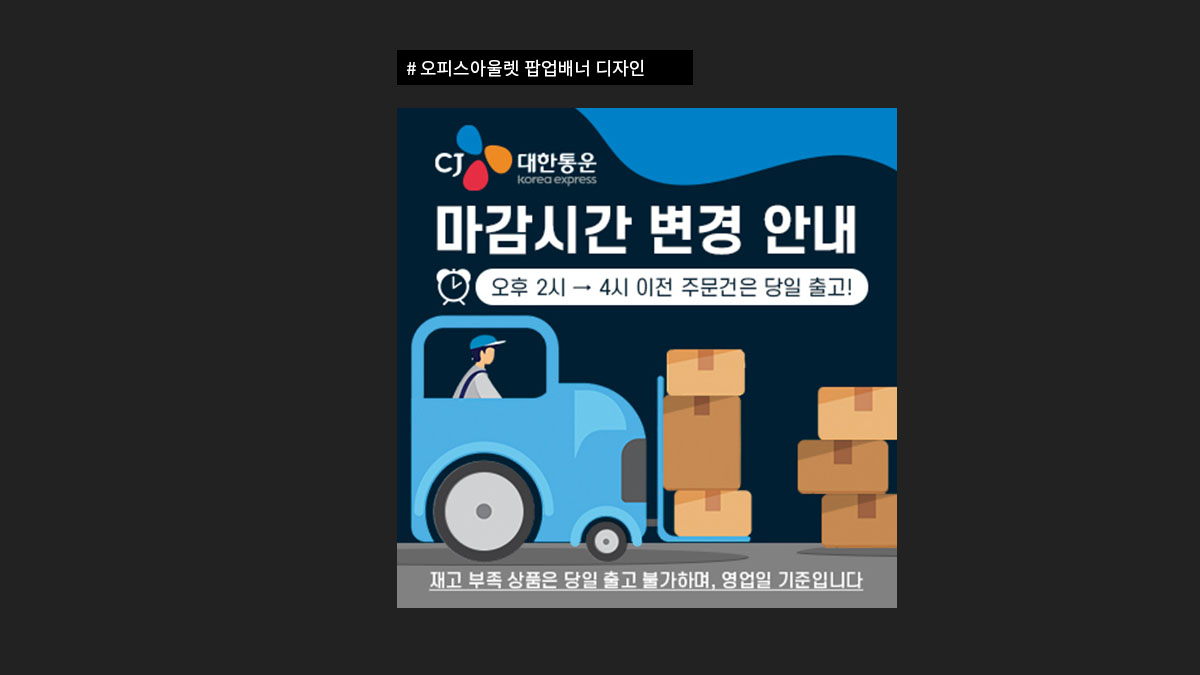 # 오피스아울렛 팝업배너 디자인
CJ 대한통운
korea express
마감시간 변경 안내
오후 2시 → 4시 이전 주문건은 당일 출고!
재고 부족 상품은 당일 출고 불가하며, 영업일 기준입니다